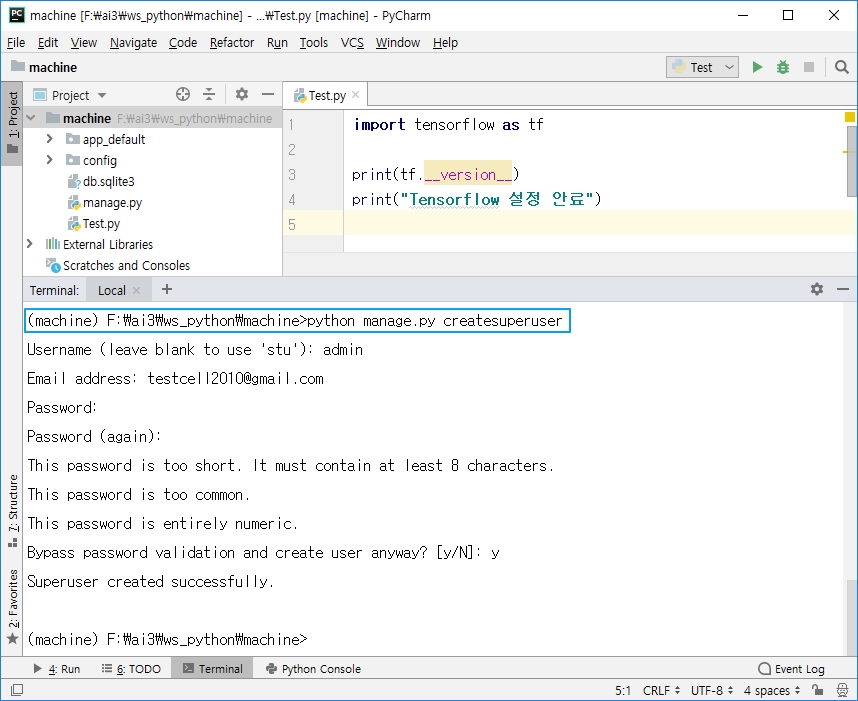 PC machine [F:₩ai3₩ws_python₩machine] - ...₩Test.py [machine] - PyCharm
File Edit View Navigate Code Refactor Run Tools VCS Window Help
machine Test
1: Project
Project
Test.py
machine F:₩ai3₩ws_python₩machine
app_default
config
db.sqlite3
manage.py
Test.py
External Libraries
Scratches and Consoles
1 import tensorflow as tf
2
3 print(tf.__version__)
4 print("Tensorflow 설정 안료")
5
Terminal: Local +
(machine) F:₩ai3₩ws_python₩machine>python manage.py createsuperuser
Username (leave blank to use 'stu'): admin
Email address: testcell2010@gmail.com
Password:
Password (again):
This password is too short. It must contain at least 8 characters.
This password is too common.
This password is entirely numeric.
Bypass password validation and create user anyway? [y/N]: y
Superuser created successfully.
(machine) F:₩ai3₩ws_python₩machine>
7: Structure
2: Favorites
4: Run 6: TODO Terminal Python Console Event Log
5:1 CRLF UTF-8 4 spaces